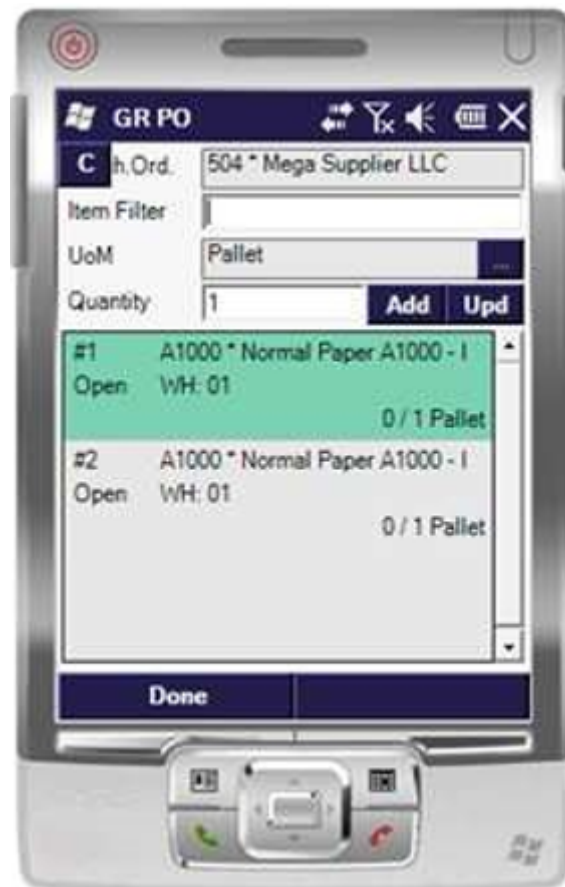 GR PO
C h.Ord. 504 * Mega Supplier LLC
Item Filter
UoM Pallet ...
Quantity 1 Add Upd
#1 A1000 * Normal Paper A1000 - I
Open WH: 01
0 / 1 Pallet
#2 A1000 * Normal Paper A1000 - I
Open WH: 01
0 / 1 Pallet
Done